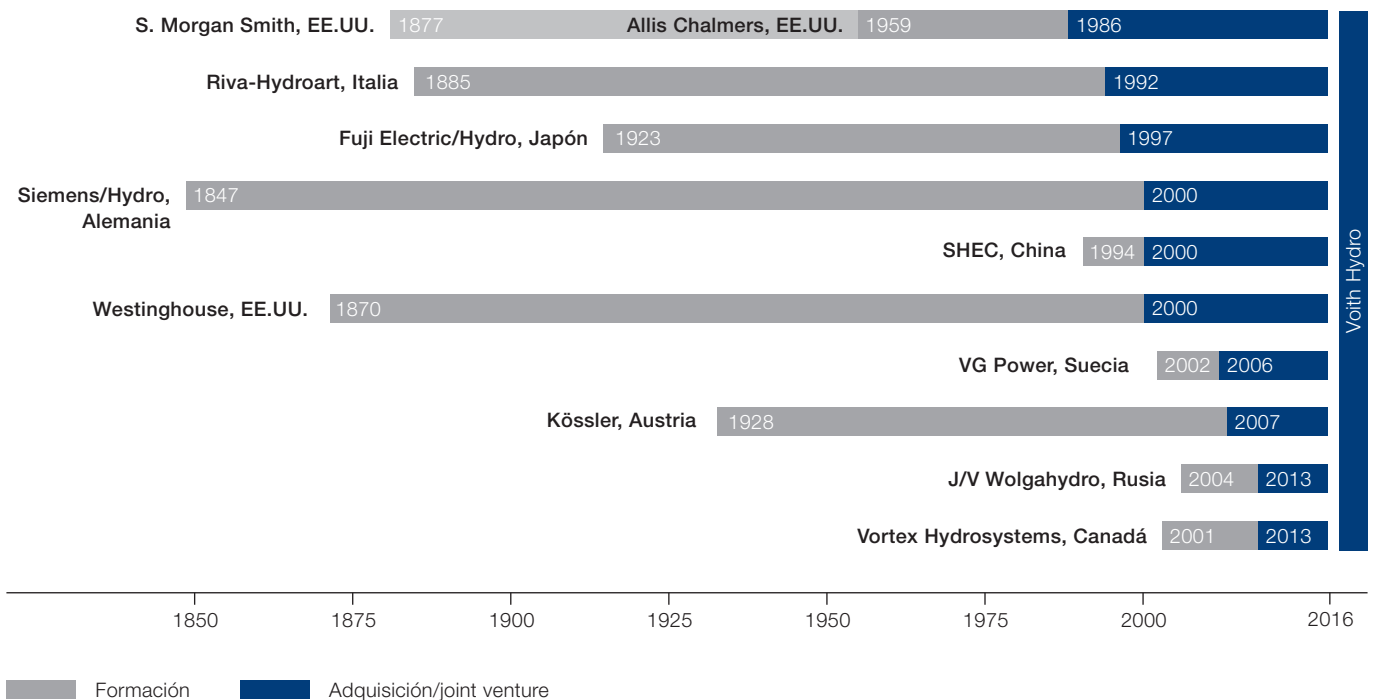 S. Morgan Smith, EE.UU. 1877 Allis Chalmers, EE.UU. 1959 1986
Riva-Hydroart, Italia 1885 1992
Fuji Electric/Hydro, Japón 1923 1997
Siemens/Hydro,
Alemania 1847 2000
SHEC, China 1994 2000
Westinghouse, EE.UU. 1870 2000
VG Power, Suecia 2002 2006
Kössler, Austria 1928 2007
J/V Wolgahydro, Rusia 2004 2013
Vortex Hydrosystems, Canadá 2001 2013
Voith Hydro
1850 1875 1900 1925 1950 1975 2000 2016
Formación Adquisición/joint venture